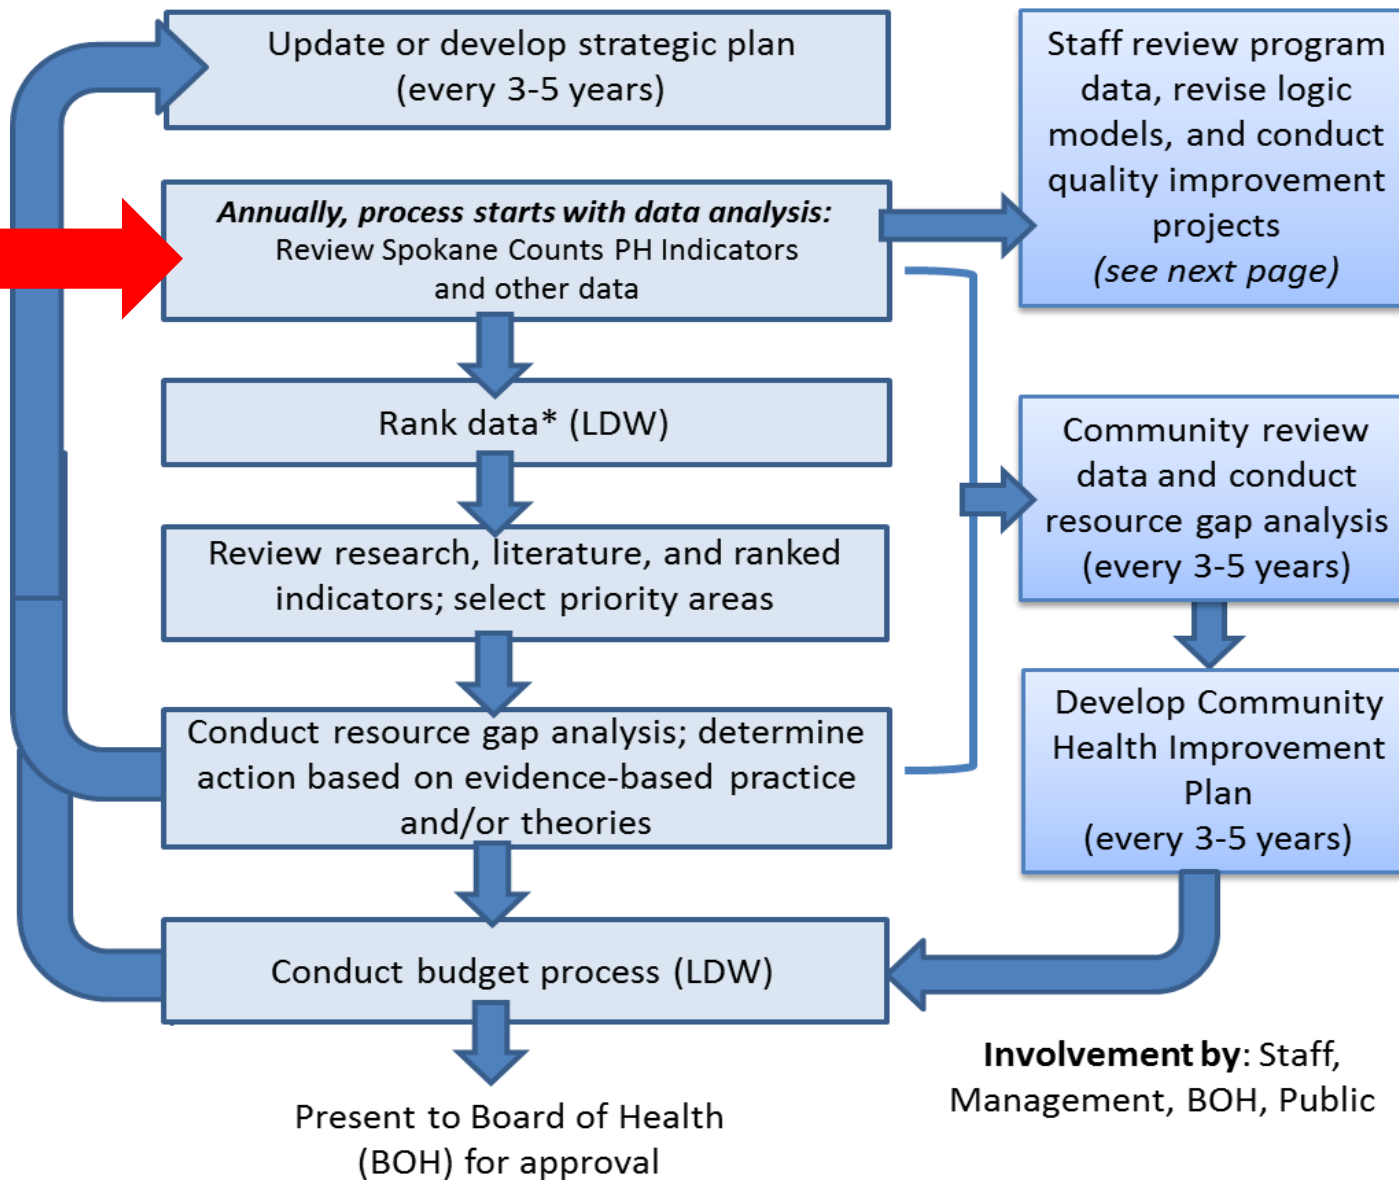 Update or develop strategic plan
(every 3-5 years)
Annually, process starts with data analysis:
Review Spokane Counts PH Indicators
and other data
Rank data* (LDW)
Review research, literature, and ranked
indicators; select priority areas
Conduct resource gap analysis; determine
action based on evidence-based practice
and/or theories
Conduct budget process (LDW)
Present to Board of Health
(BOH) for approval
Staff review program
data, revise logic
models, and conduct
quality improvement
projects
(see next page)
Community review
data and conduct
resource gap analysis
(every 3-5 years)
Develop Community
Health Improvement
Plan
(every 3-5 years)
Involvement by: Staff,
Management, BOH, Public